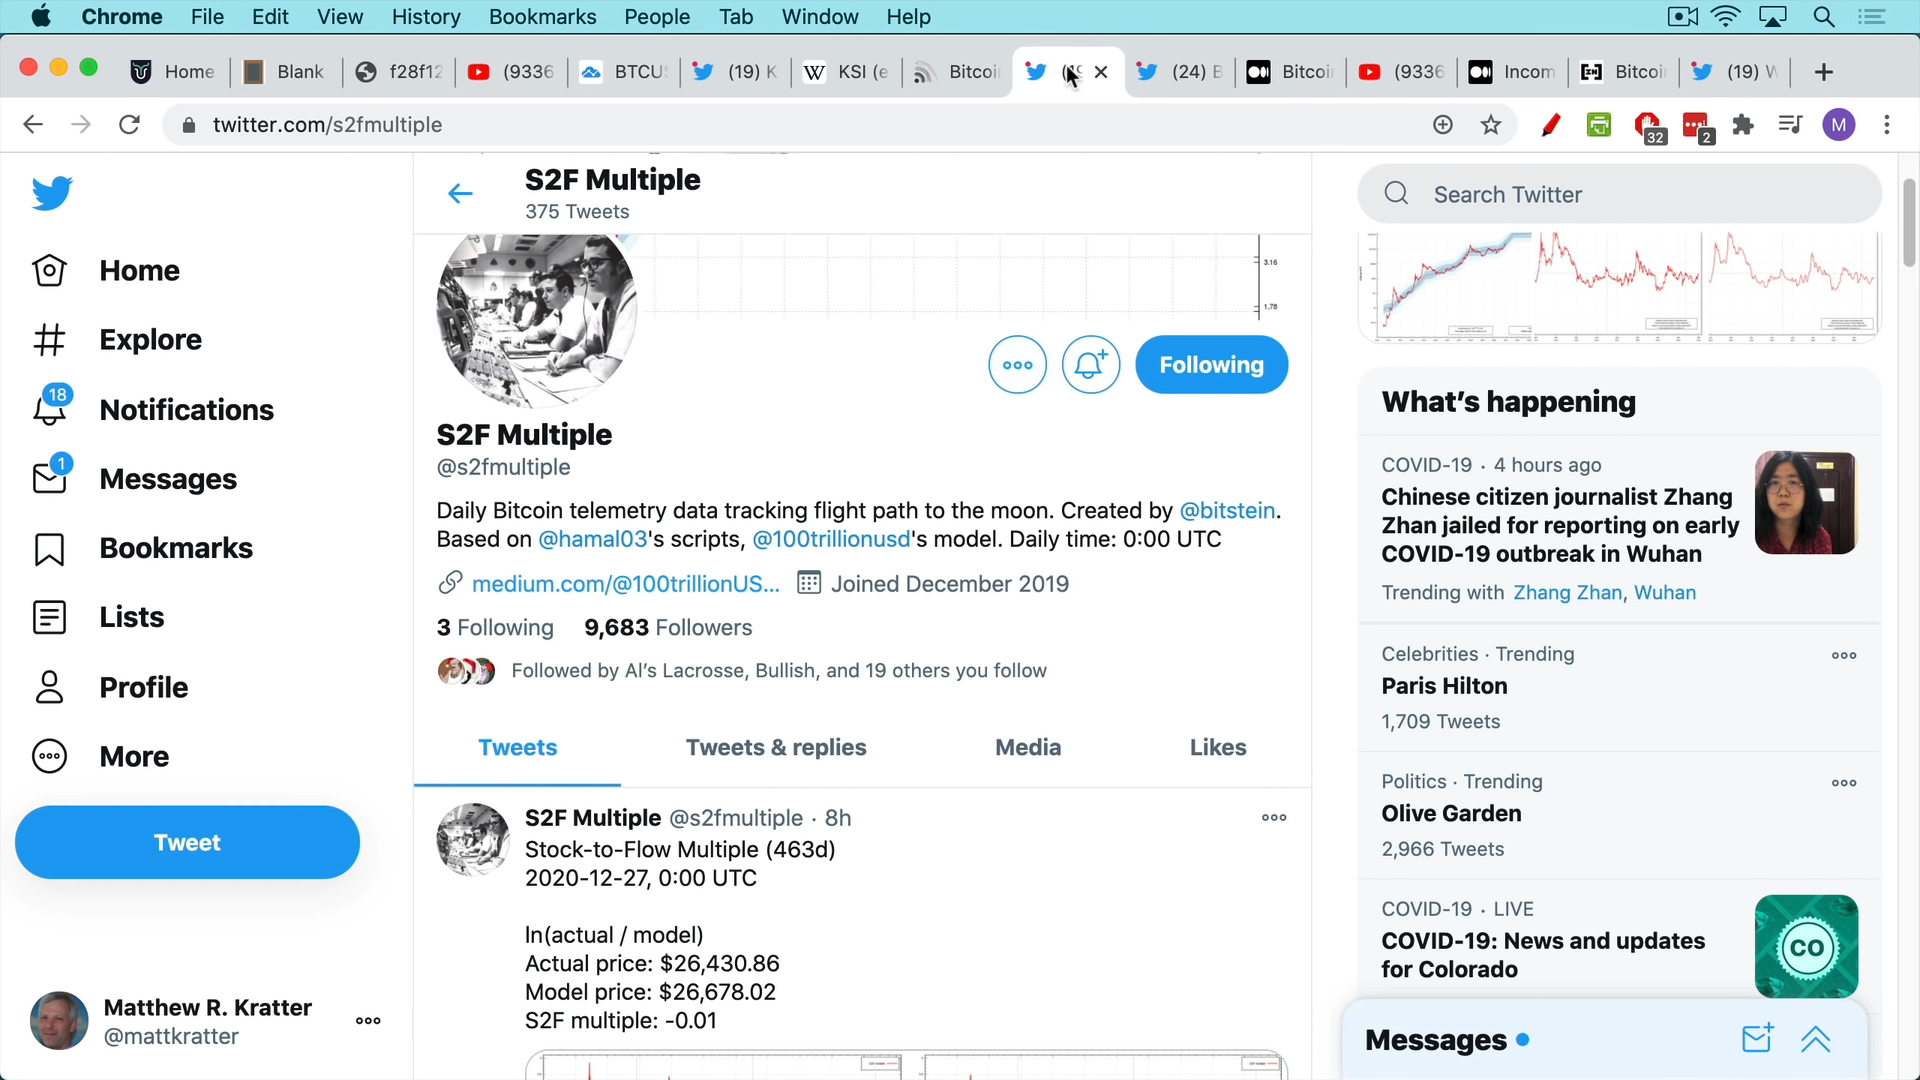 Chrome File Edit View History Bookmarks People Tab Window Help
Home Blank f28f12 (9336 BTCUS (19) K KSI (e Bitcoi (24) B Bitcoi (9336 Incom Bitcoi (19) W
twitter.com/s2fmultiple
32 2 M
S2F Multiple
375 Tweets
Search Twitter
Home
Explore
18
Notifications
1
Messages
Bookmarks
Lists
Profile
More
Tweet
Matthew R. Kratter
@mattkratter
3.16
1.78
Following
S2F Multiple
@s2fmultiple
Daily Bitcoin telemetry data tracking flight path to the moon. Created by @bitstein.
Based on @hamal03's scripts, @100trillionusd's model. Daily time: 0:00 UTC
medium.com/@100trillionUS... Joined December 2019
3 Following 9,683 Followers
Followed by Al's Lacrosse, Bullish, and 19 others you follow
Tweets Tweets & replies Media Likes
S2F Multiple @s2fmultiple · 8h
Stock-to-Flow Multiple (463d)
2020-12-27, 0:00 UTC
ln(actual / model)
Actual price: $26,430.86
Model price: $26,678.02
S2F multiple: -0.01
What's happening
COVID-19 · 4 hours ago
Chinese citizen journalist Zhang
Zhan jailed for reporting on early
COVID-19 outbreak in Wuhan
Trending with Zhang Zhan, Wuhan
Celebrities · Trending
Paris Hilton
1,709 Tweets
Politics · Trending
Olive Garden
2,966 Tweets
COVID-19 · LIVE
COVID-19: News and updates
for Colorado
CO
Messages